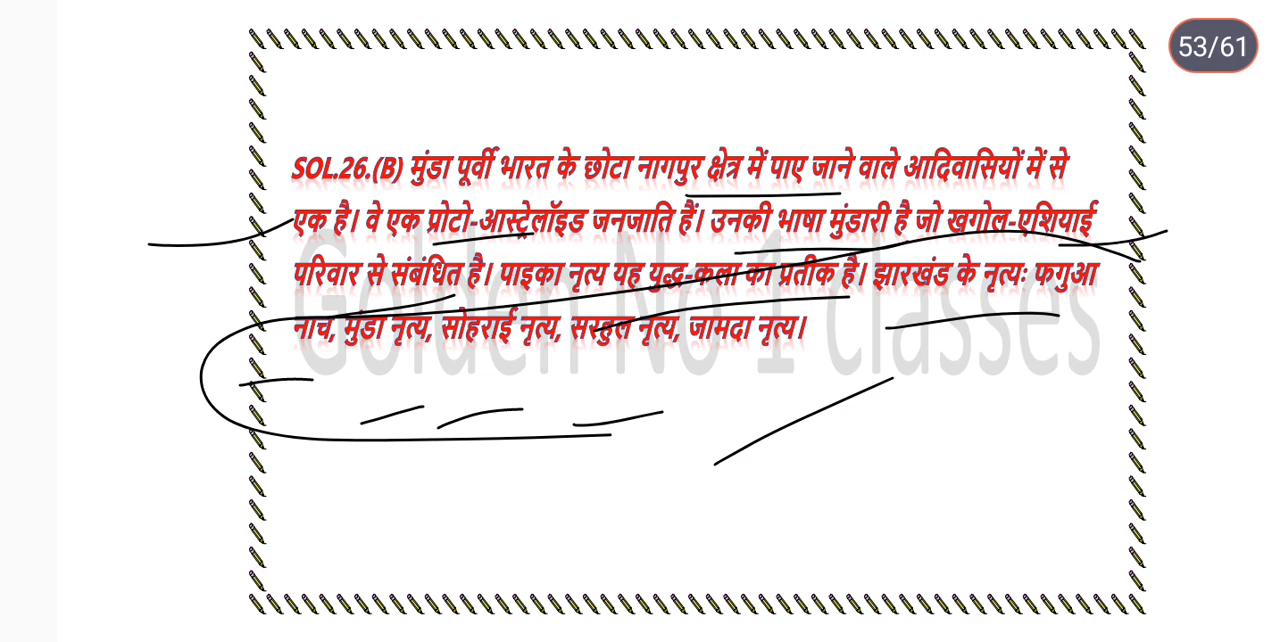 53/61
SOL.26.(B) मुंडा पूर्वी भारत के छोटा नागपुर क्षेत्र में पाए जाने वाले आदिवासियों में से
एक है। वे एक प्रोटो-आस्ट्रेलॉइड जनजाति हैं। उनकी भाषा मुंडारी है जो खगोल-एशियाई
परिवार से संबंधित है। पाइका नृत्य यह युद्ध-कला का प्रतीक है। झारखंड के नृत्यः फगुआ
नाच, मुंडा नृत्य, सोहराई नृत्य, सरहुल नृत्य, जामदा नृत्य।
Golden No 1 classes